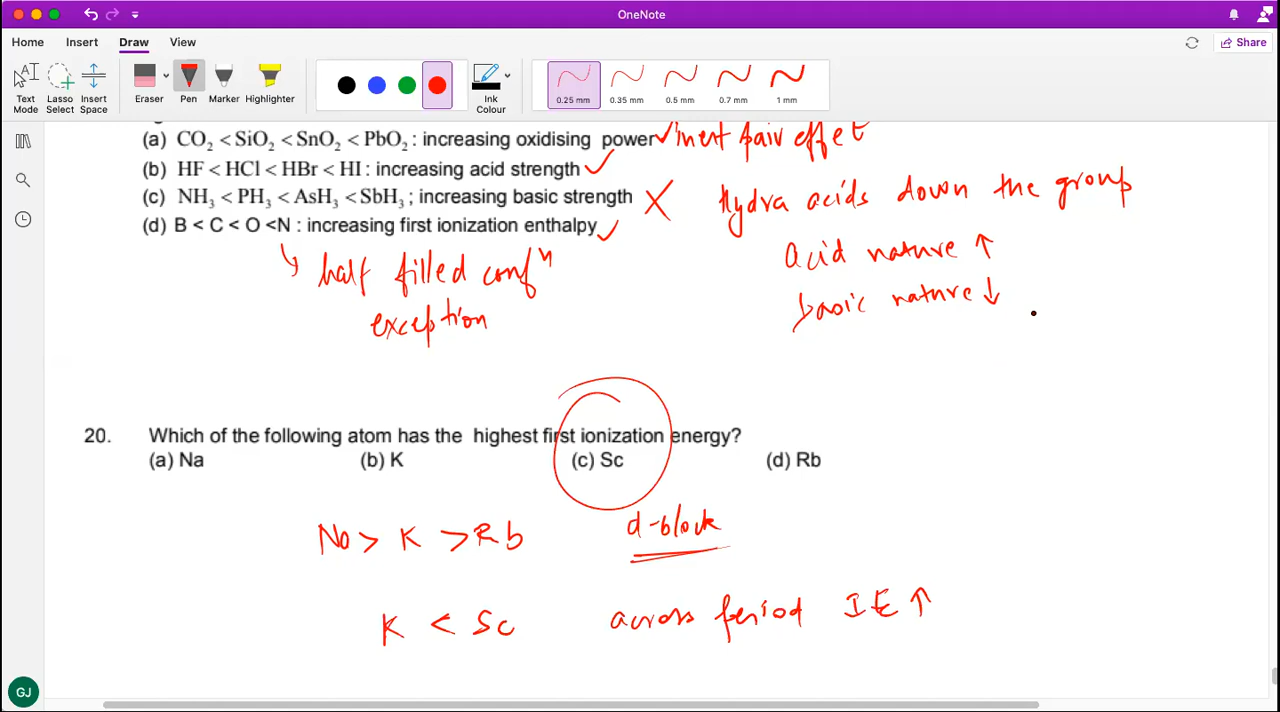 OneNote
Home Insert Draw View
Share
Text Mode
Lasso Select
Insert Space
Eraser
Pen
Marker
Highlighter
Ink Colour
0.25 mm 0.35 mm 0.5 mm 0.7 mm 1 mm
(a) CO₂ < SiO₂ < SnO₂ < PbO₂ : increasing oxidising power ✓ inert pair effect
(b) HF < HCl < HBr < HI : increasing acid strength ✓
(c) NH₃ < PH₃ < AsH₃ < SbH₃ ; increasing basic strength X Hydra acids down the group
(d) B < C < O <N : increasing first ionization enthalpy ✓
acid nature ↑
half filled confⁿ
basic nature ↓
exception
20. Which of the following atom has the highest first ionization energy?
(a) Na (b) K (c) Sc (d) Rb
Na > K > Rb d-block
K < Sc across period IE ↑
GJ